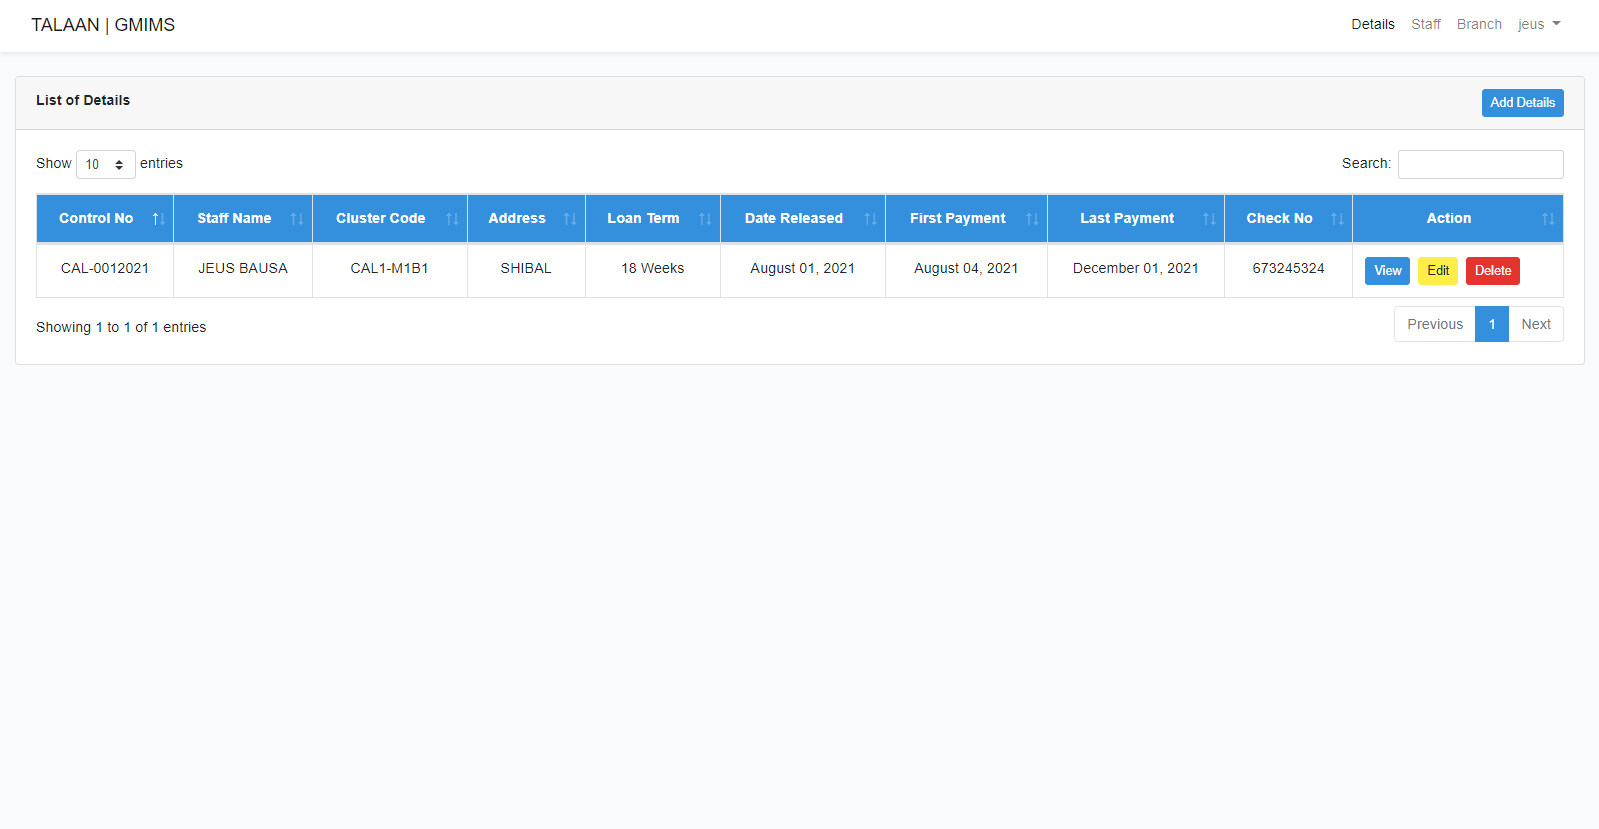 TALAAN | GMIMS Details Staff Branch jeus
List of Details Add Details
Show 10 entries Search:
Control No Staff Name Cluster Code Address Loan Term Date Released First Payment Last Payment Check No Action
CAL-0012021 JEUS BAUSA CAL1-M1B1 SHIBAL 18 Weeks August 01, 2021 August 04, 2021 December 01, 2021 673245324 View Edit Delete
Showing 1 to 1 of 1 entries Previous 1 Next